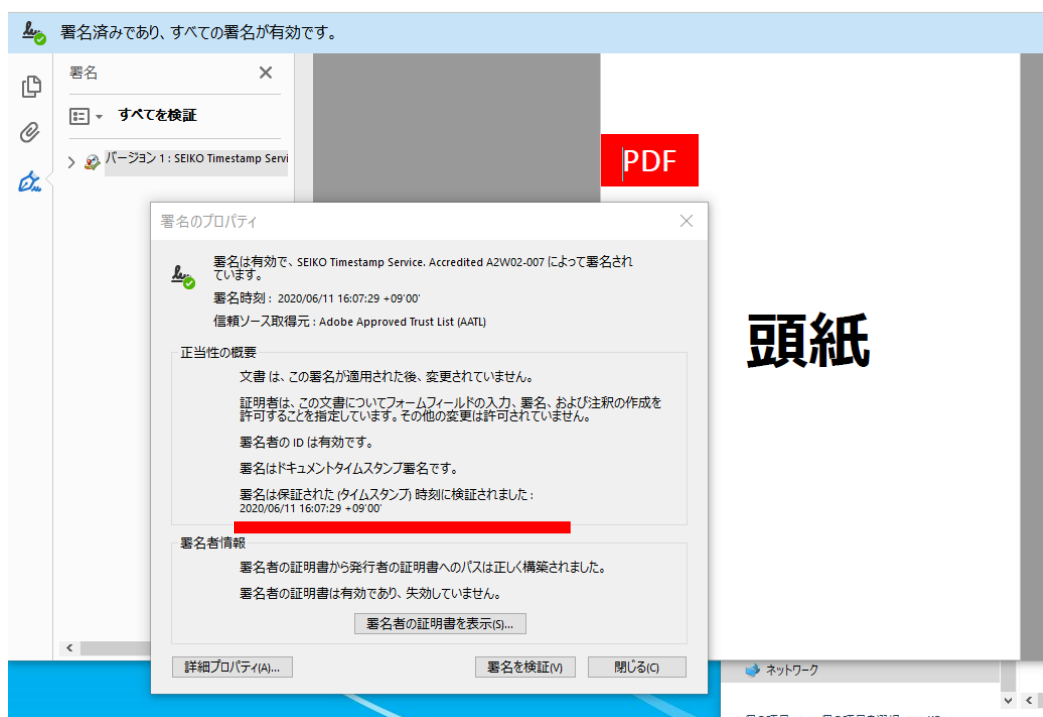 署名済みであり、すべての署名が有効です。
署名
すべてを検証
バージョン 1 : SEIKO Timestamp Servi
PDF
頭紙
署名のプロパティ
署名は有効で、SEIKO Timestamp Service. Accredited A2W02-007 によって署名され
ています。
署名時刻 : 2020/06/11 16:07:29 +09'00'
信頼ソース取得元 : Adobe Approved Trust List (AATL)
正当性の概要
文書 は、この署名が適用された後、変更されていません。
証明者は、この文書についてフォームフィールドの入力、署名、および注釈の作成を
許可することを指定しています。その他の変更は許可されていません。
署名者の ID は有効です。
署名はドキュメントタイムスタンプ署名です。
署名は保証された (タイムスタンプ) 時刻に検証されました :
2020/06/11 16:07:29 +09'00'
署名者情報
署名者の証明書から発行者の証明書へのパスは正しく構築されました。
署名者の証明書は有効であり、失効していません。
署名者の証明書を表示(S)...
詳細プロパティ(A)...
署名を検証(V)
閉じる(C)
ネットワーク